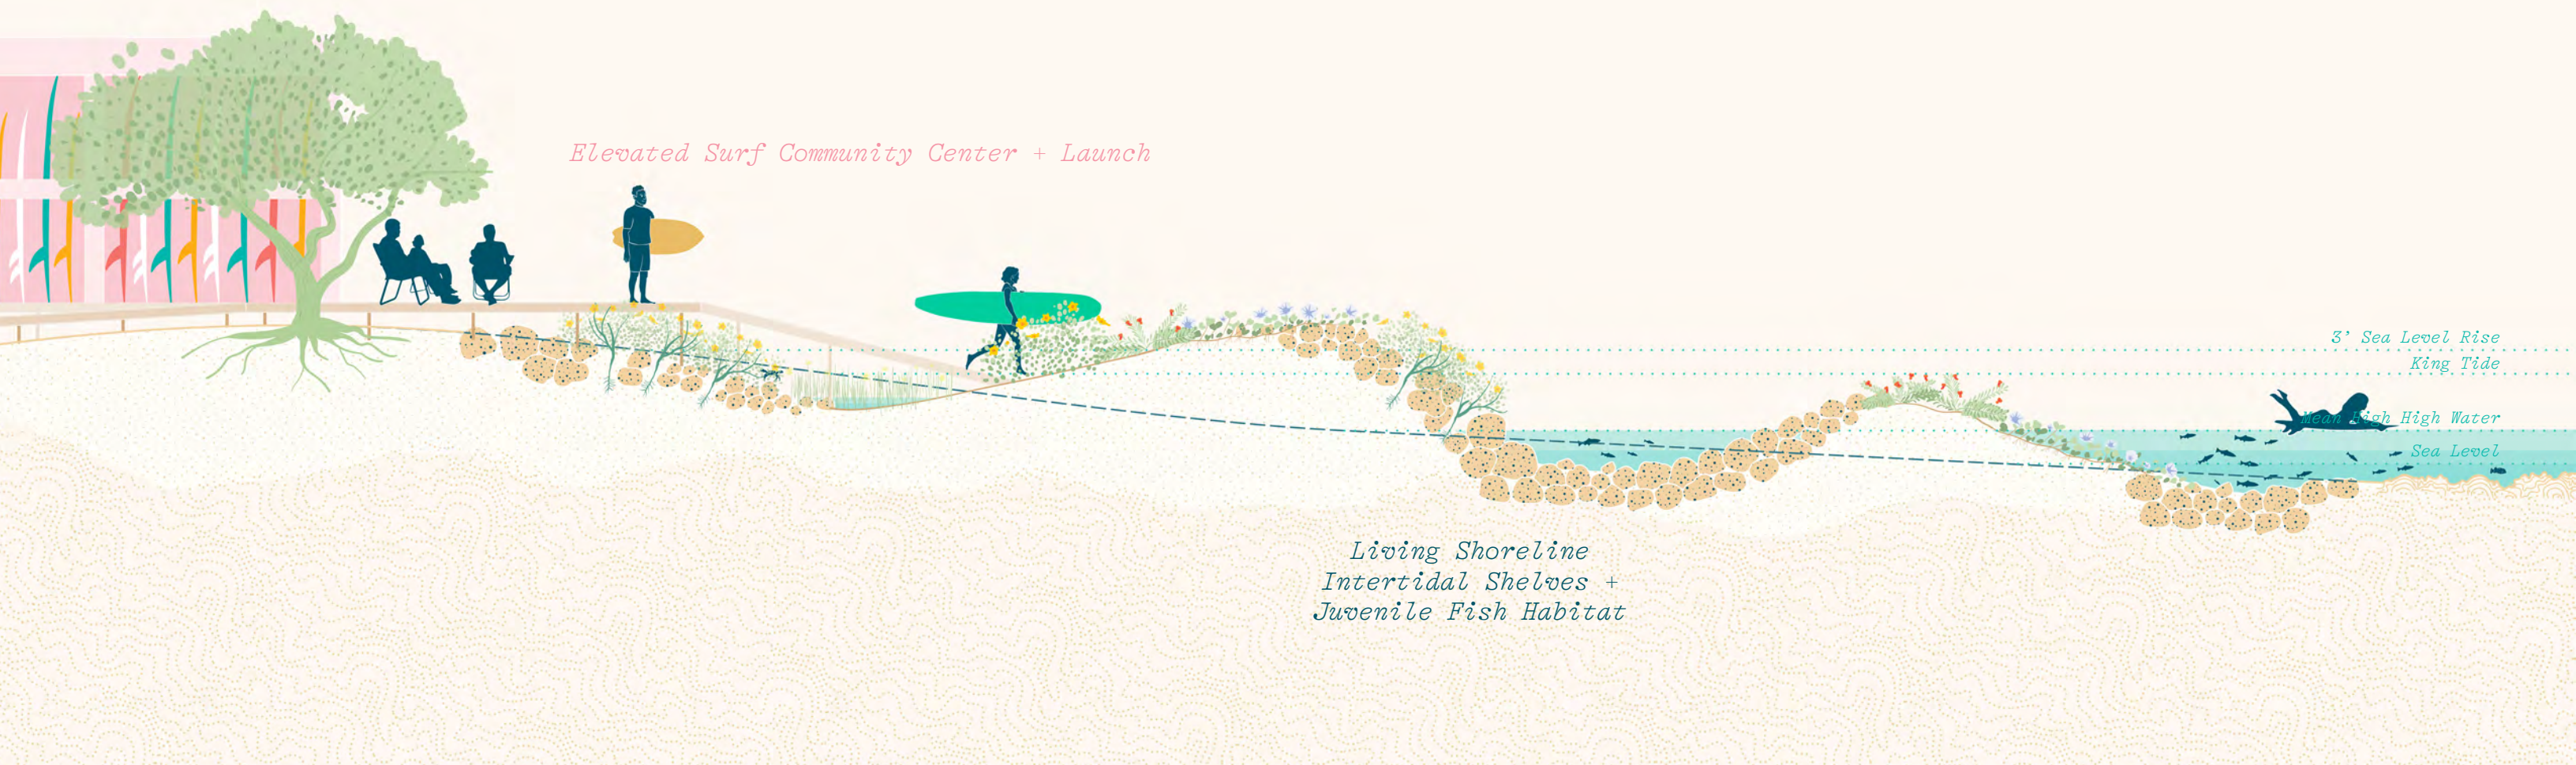 Elevated Surf Community Center + Launch
3' Sea Level Rise
King Tide
Mean High High Water
Sea Level
Living Shoreline
Intertidal Shelves +
Juvenile Fish Habitat